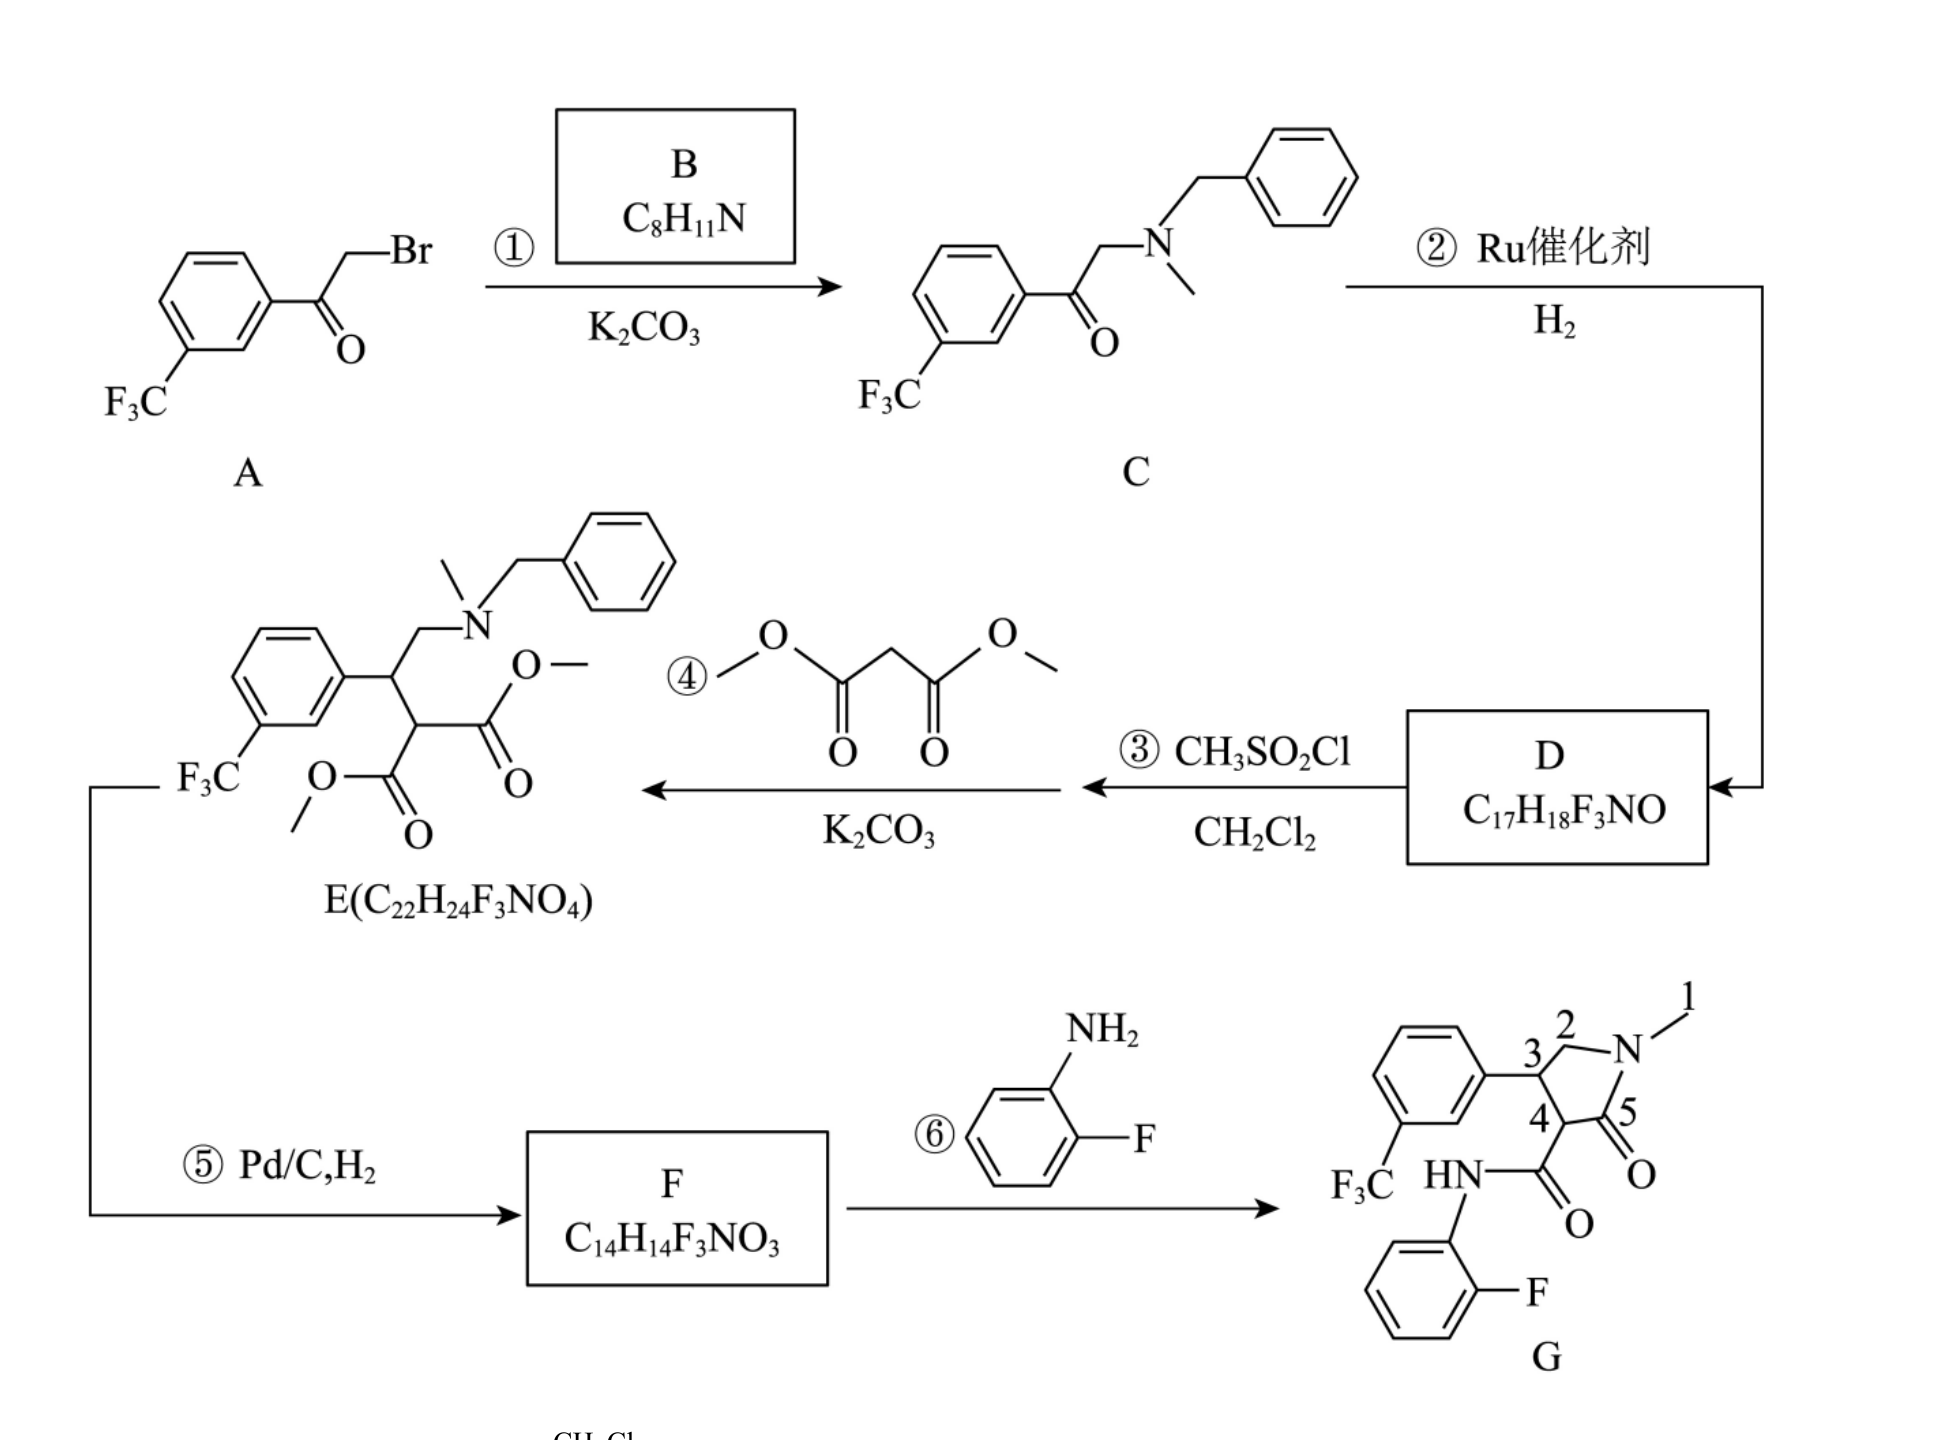 B
C₈H₁₁N
①
K₂CO₃
Br
O
F₃C
A
N
O
F₃C
C
② Ru催化剂
H₂
D
C₁₇H₁₈F₃NO
③ CH₃SO₂Cl
CH₂Cl₂
④
O
O
O
O
K₂CO₃
N
O
O
O
O
F₃C
E(C₂₂H₂₄F₃NO₄)
⑤ Pd/C,H₂
F
C₁₄H₁₄F₃NO₃
⑥
NH₂
F
1
2
N
3
4
5
O
F₃C
HN
O
F
G